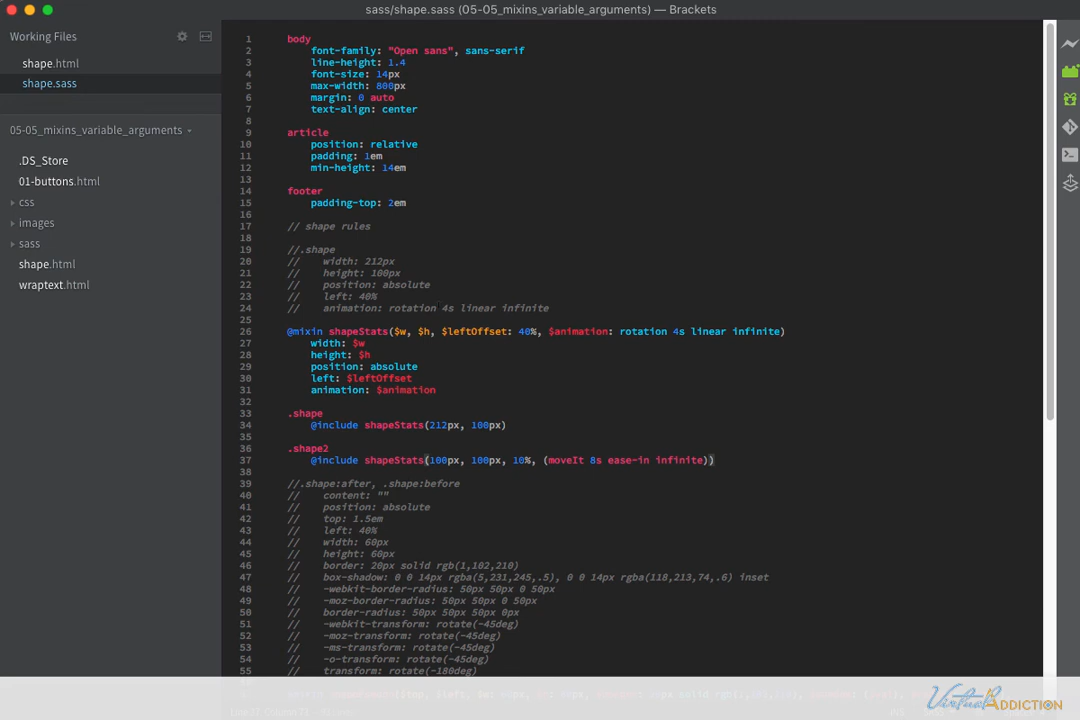 sass/shape.sass (05-05_mixins_variable_arguments) — Brackets
Working Files
shape.html
shape.sass
05-05_mixins_variable_arguments
.DS_Store
01-buttons.html
css
images
sass
shape.html
wraptext.html
1 body
2 font-family: "Open sans", sans-serif
3 line-height: 1.4
4 font-size: 14px
5 max-width: 800px
6 margin: 0 auto
7 text-align: center
8
9 article
10 position: relative
11 padding: 1em
12 min-height: 14em
13
14 footer
15 padding-top: 2em
16
17 // shape rules
18
19 //.shape
20 // width: 212px
21 // height: 100px
22 // position: absolute
23 // left: 40%
24 // animation: rotation 4s linear infinite
25
26 @mixin shapeStats($w, $h, $leftOffset: 40%, $animation: rotation 4s linear infinite)
27 width: $w
28 height: $h
29 position: absolute
30 left: $leftOffset
31 animation: $animation
32
33 .shape
34 @include shapeStats(212px, 100px)
35
36 .shape2
37 @include shapeStats(100px, 100px, 10%, (moveIt 8s ease-in infinite))
38
39 //.shape:after, .shape:before
40 // content: ""
41 // position: absolute
42 // top: 1.5em
43 // left: 40%
44 // width: 60px
45 // height: 60px
46 // border: 20px solid rgb(1,102,210)
47 // box-shadow: 0 0 14px rgba(5,231,245,.5), 0 0 14px rgba(118,213,74,.6) inset
48 // -webkit-border-radius: 50px 50px 0 50px
49 // -moz-border-radius: 50px 50px 0 50px
50 // border-radius: 50px 50px 50px 0px
51 // -webkit-transform: rotate(-45deg)
52 // -moz-transform: rotate(-45deg)
53 // -ms-transform: rotate(-45deg)
54 // -o-transform: rotate(-45deg)
55 // transform: rotate(-180deg)
Virtual ADDICTION